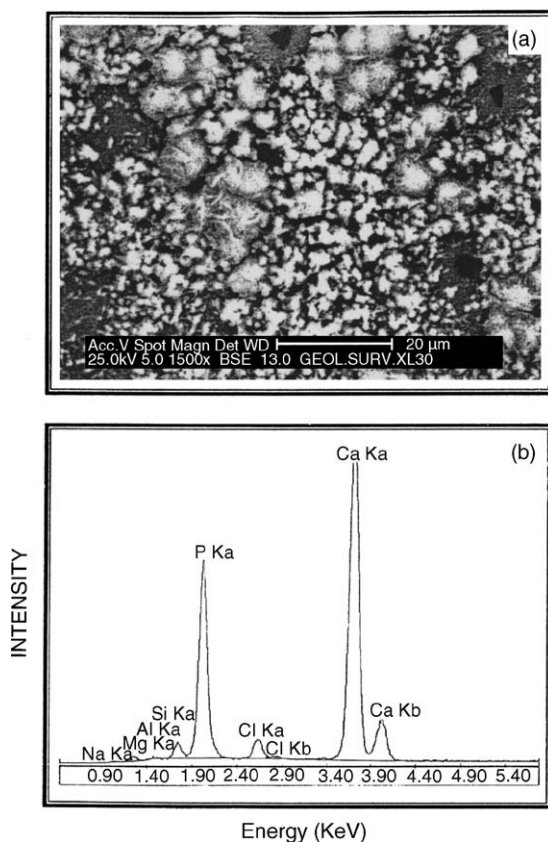 (a)
Acc.V Spot Magn Det WD 20 µm
25.0kV 5.0 1500x BSE 13.0 GEOL.SURV.XL30
(b)
Ca Ka
P Ka
Si Ka
Al Ka
Mg Ka
Na Ka
Cl Ka
Cl Kb
Ca Kb
INTENSITY
0.90 1.40 1.90 2.40 2.90 3.40 3.90 4.40 4.90 5.40
Energy (KeV)